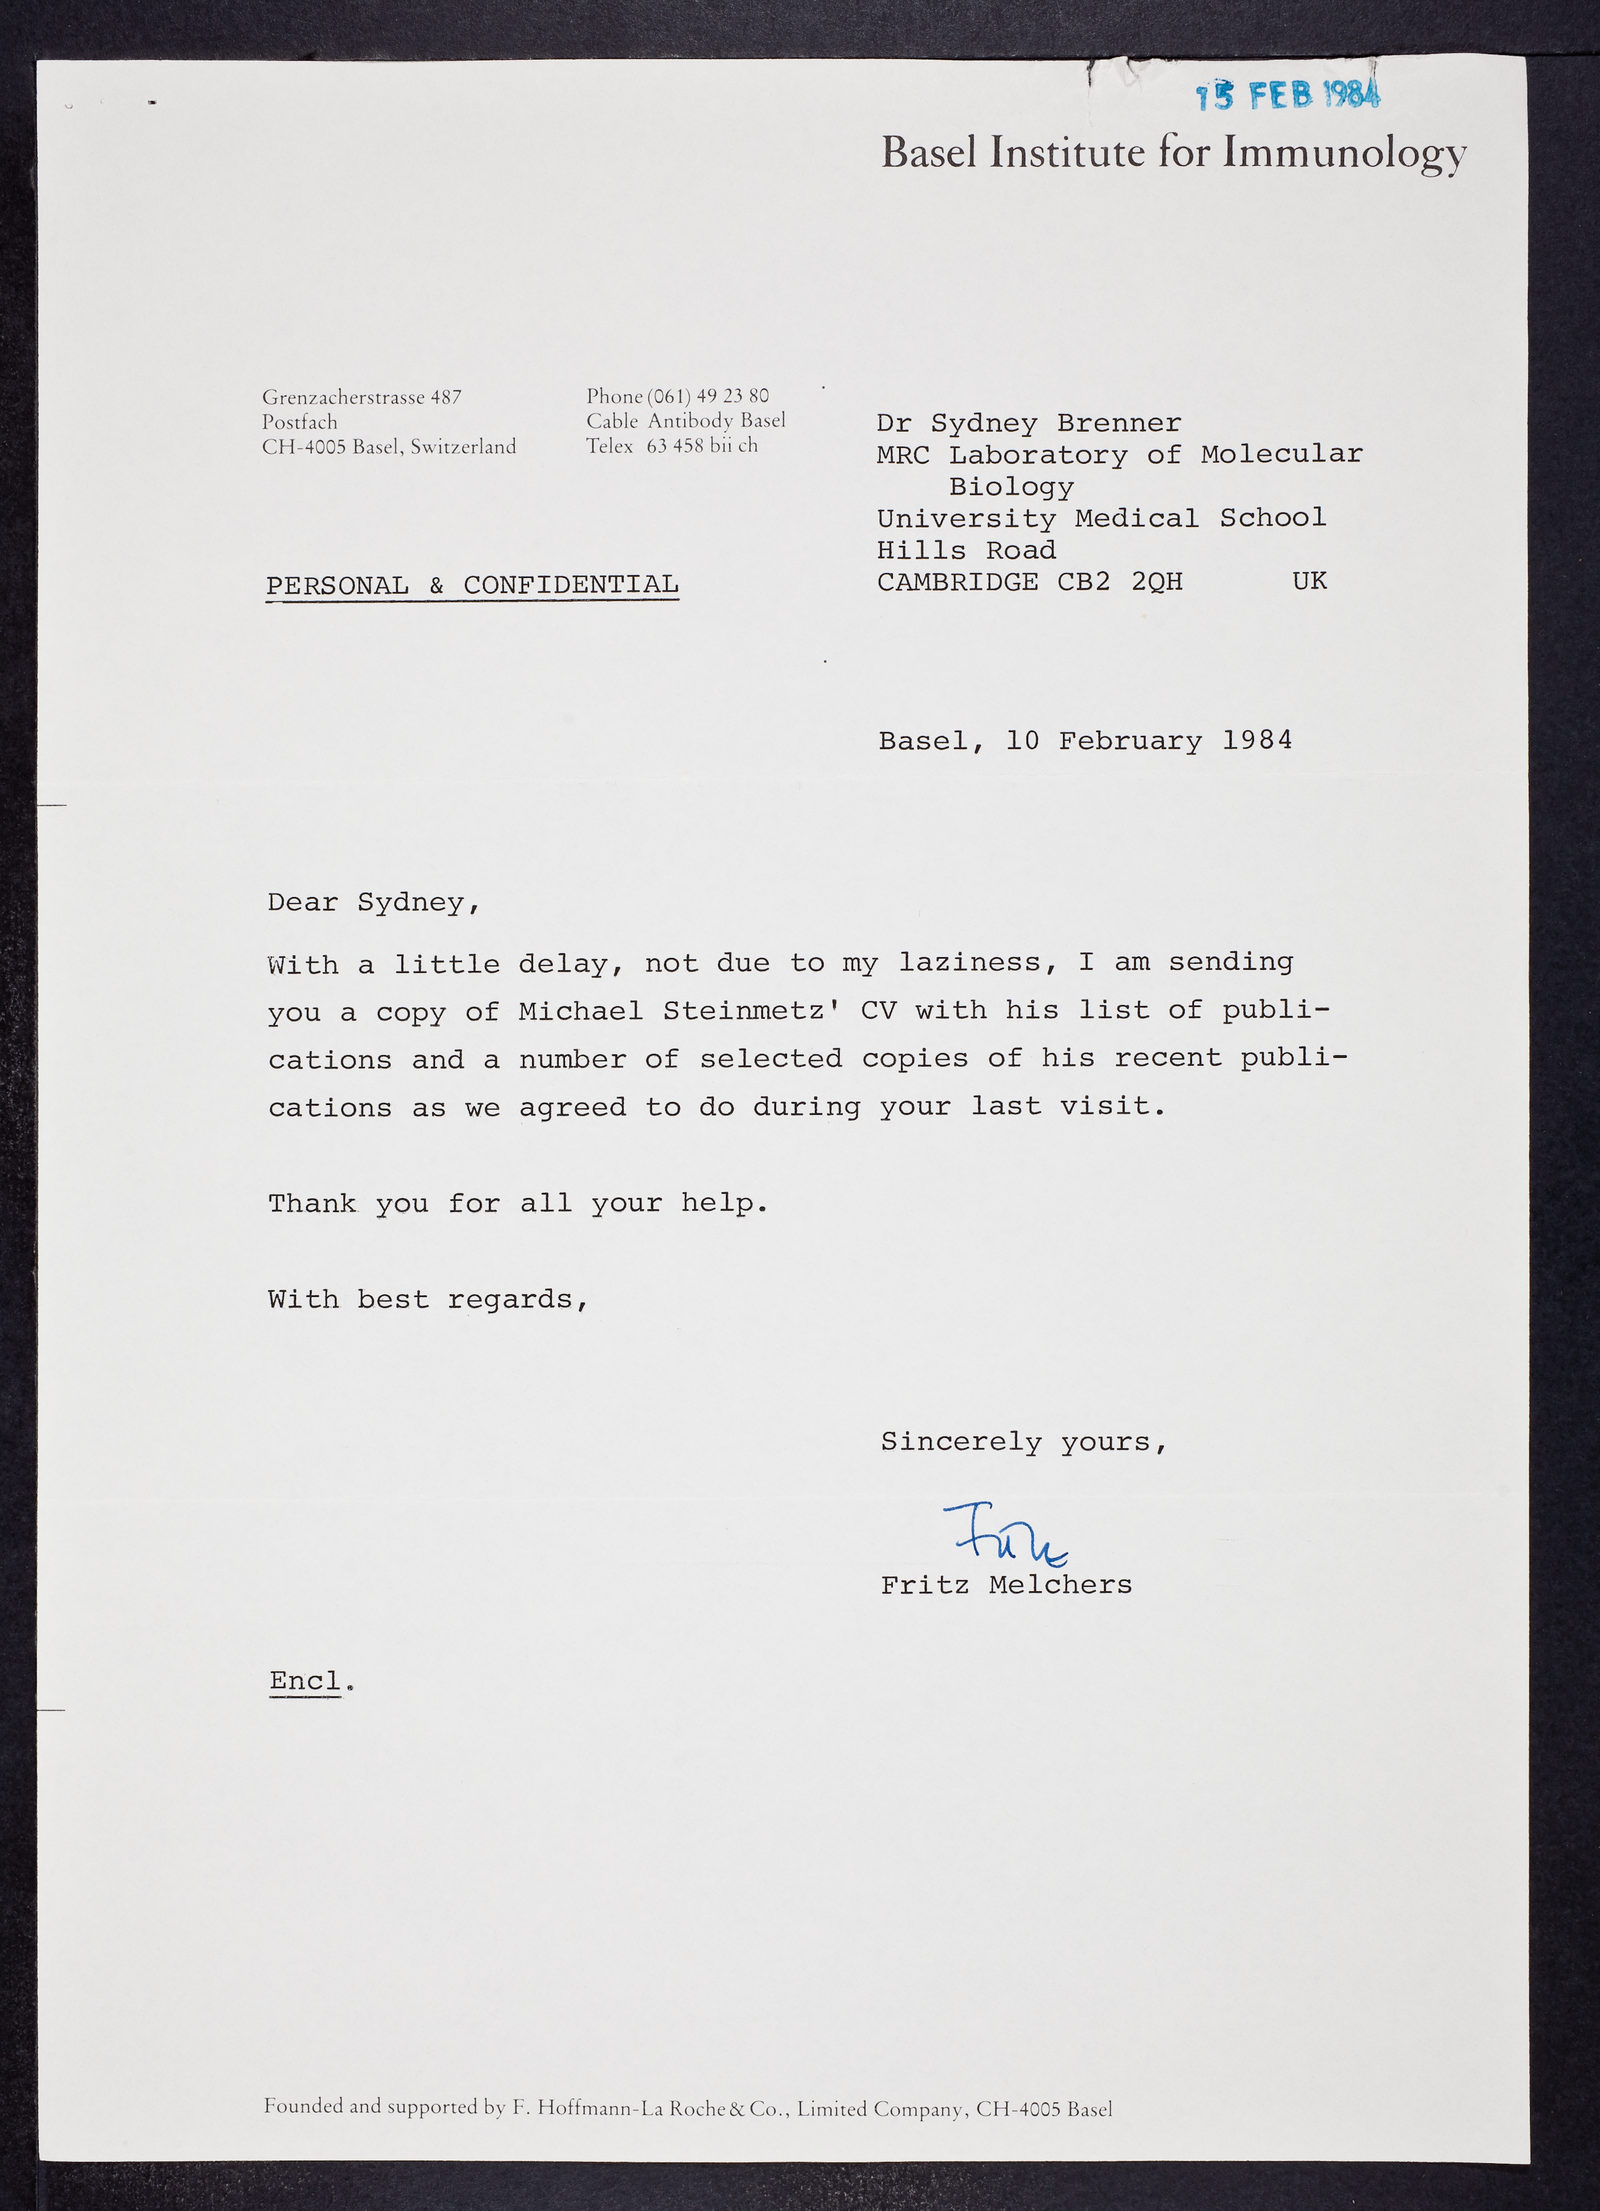 15 FEB 1984
Basel Institute for Immunology
Grenzacherstrasse 487
Postfach
CH-4005 Basel, Switzerland
Phone (061) 49 23 80
Cable Antibody Basel
Telex 63 458 bii ch
Dr Sydney Brenner
MRC Laboratory of Molecular
Biology
University Medical School
Hills Road
CAMBRIDGE CB2 2QH UK
PERSONAL & CONFIDENTIAL
Basel, 10 February 1984
Dear Sydney,
With a little delay, not due to my laziness, I am sending
you a copy of Michael Steinmetz' CV with his list of publi-
cations and a number of selected copies of his recent publi-
cations as we agreed to do during your last visit.
Thank you for all your help.
With best regards,
Sincerely yours,
Fritz
Fritz Melchers
Encl.
Founded and supported by F. Hoffmann-La Roche & Co., Limited Company, CH-4005 Basel